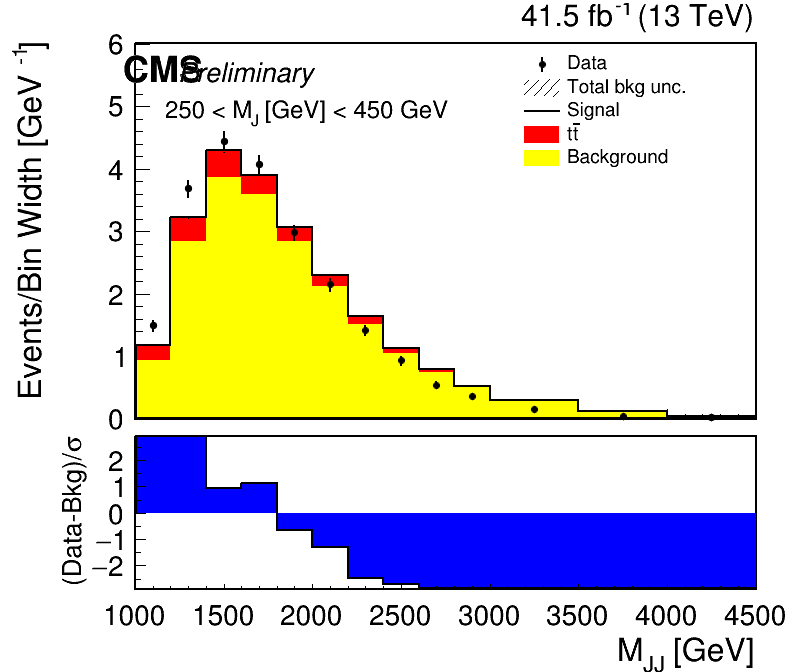 41.5 fb-1 (13 TeV)
CMS Preliminary
250 < MJ [GeV] < 450 GeV
Data
Total bkg unc.
Signal
tt̅
Background
Events/Bin Width [GeV-1]
6
5
4
3
2
1
0
(Data-Bkg)/σ
2
1
0
−1
−2
1000 1500 2000 2500 3000 3500 4000 4500
MJJ [GeV]